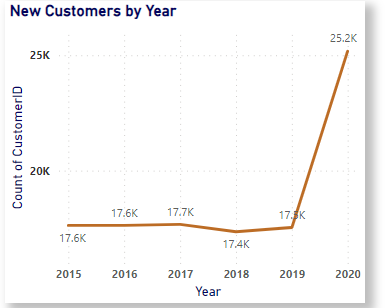 New Customers by Year
25.2K
25K
Count of CustomerID
20K
17.6K
17.6K
17.7K
17.4K
17.5K
2015 2016 2017 2018 2019 2020
Year